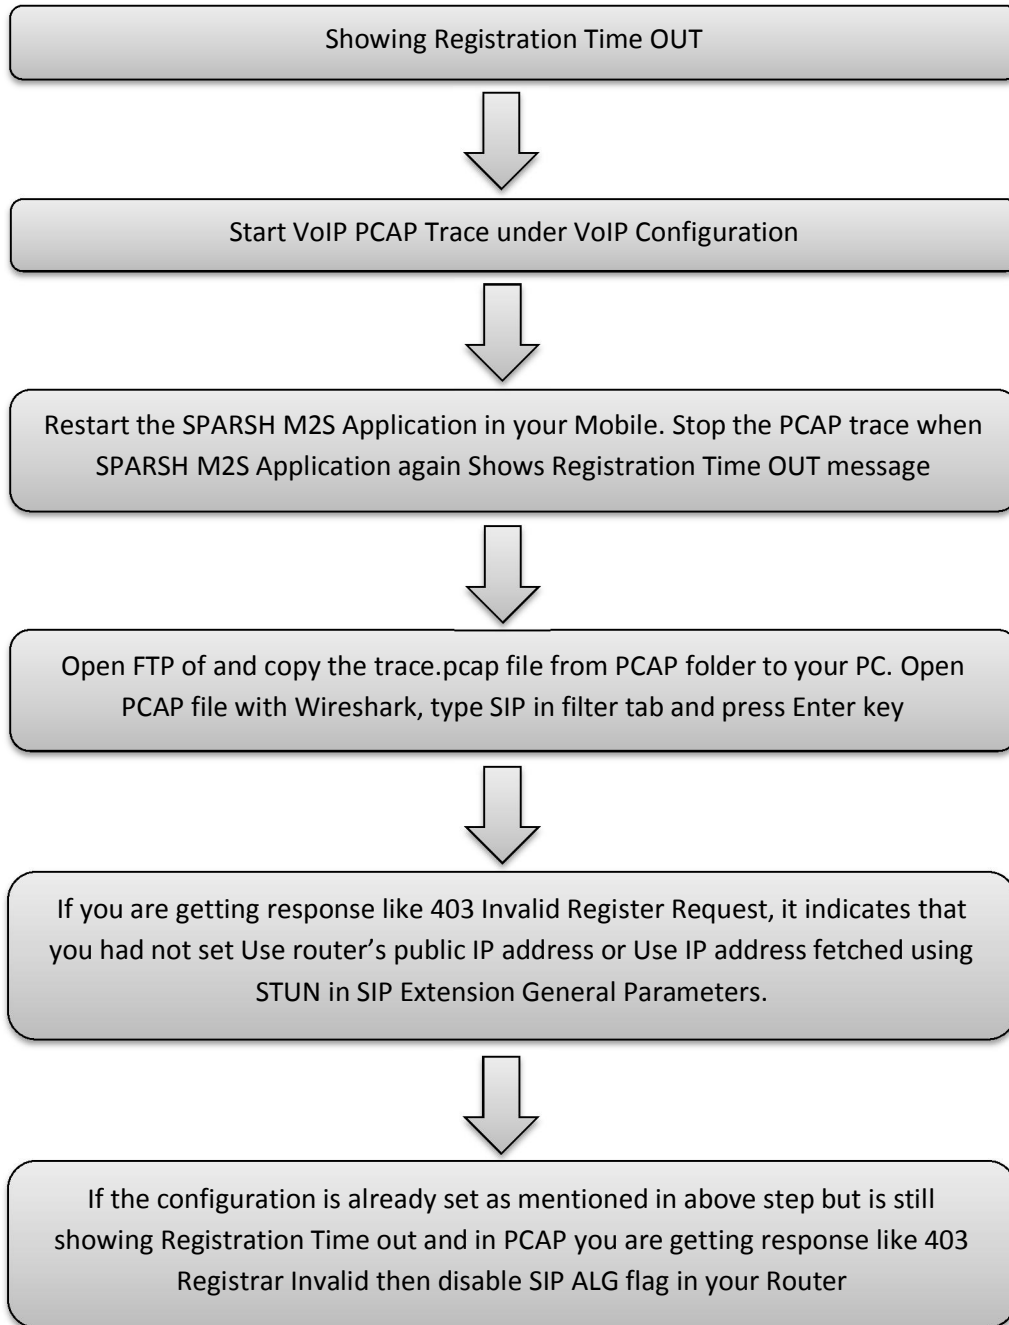 Showing Registration Time OUT
Start VoIP PCAP Trace under VoIP Configuration
Restart the SPARSH M2S Application in your Mobile. Stop the PCAP trace when
SPARSH M2S Application again Shows Registration Time OUT message
Open FTP of and copy the trace.pcap file from PCAP folder to your PC. Open
PCAP file with Wireshark, type SIP in filter tab and press Enter key
If you are getting response like 403 Invalid Register Request, it indicates that
you had not set Use router’s public IP address or Use IP address fetched using
STUN in SIP Extension General Parameters.
If the configuration is already set as mentioned in above step but is still
showing Registration Time out and in PCAP you are getting response like 403
Registrar Invalid then disable SIP ALG flag in your Router